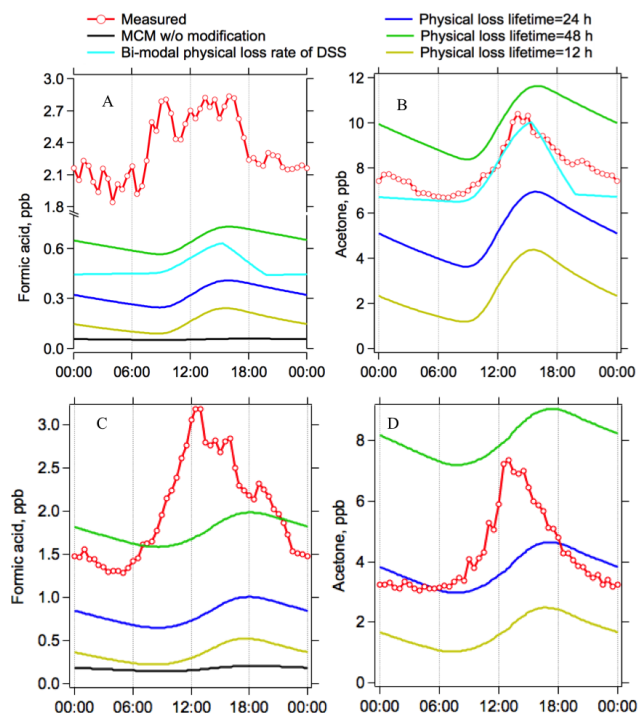 Measured
MCM w/o modification
Bi-modal physical loss rate of DSS
Physical loss lifetime=24 h
Physical loss lifetime=48 h
Physical loss lifetime=12 h
A
Formic acid, ppb
3.0
2.7
2.4
2.1
1.8
0.6
0.3
0.0
00:00 06:00 12:00 18:00 00:00
B
Acetone, ppb
12
10
8
6
4
2
0
00:00 06:00 12:00 18:00 00:00
C
Formic acid, ppb
3.0
2.5
2.0
1.5
1.0
0.5
0.0
00:00 06:00 12:00 18:00 00:00
D
Acetone, ppb
8
6
4
2
0
00:00 06:00 12:00 18:00 00:00